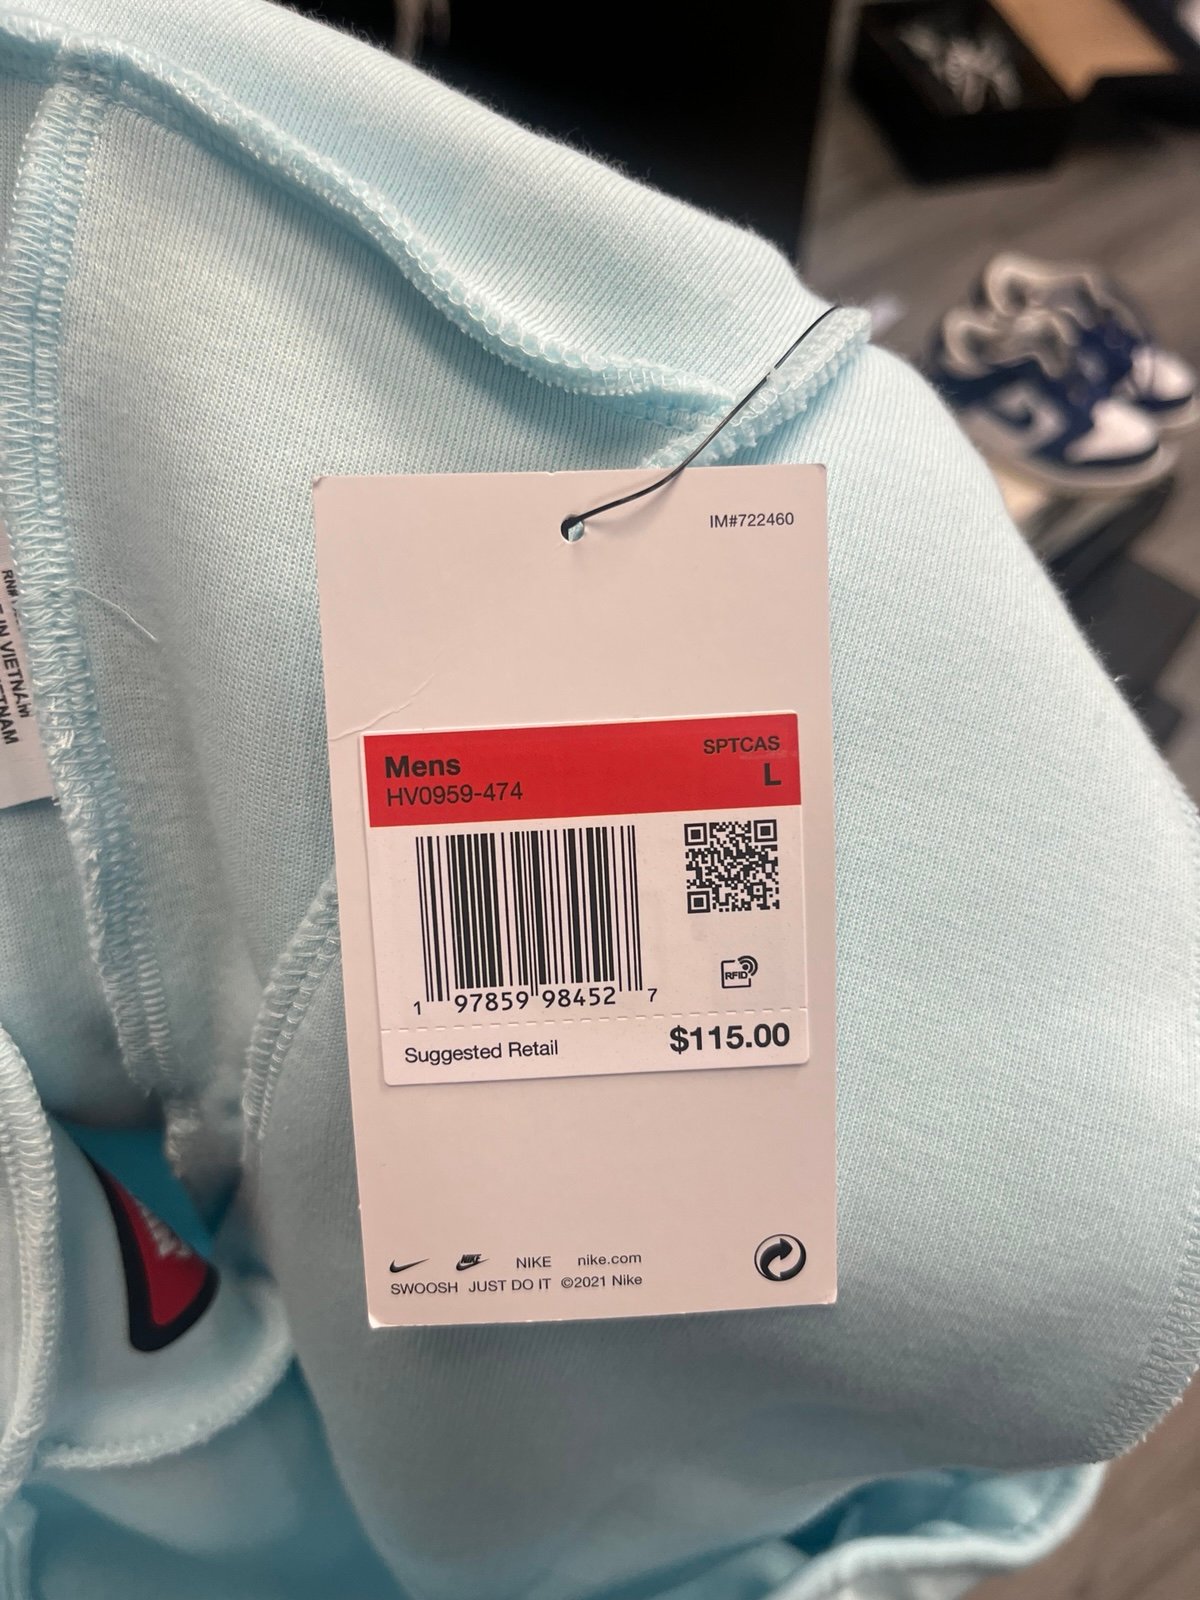 IM#722460
Mens
SPTCAS
HV0959-474
L
RFID
1 97859 98452 7
Suggested Retail
$115.00
NIKE NIKE nike.com
SWOOSH JUST DO IT ©2021 Nike
IN VIETNAM